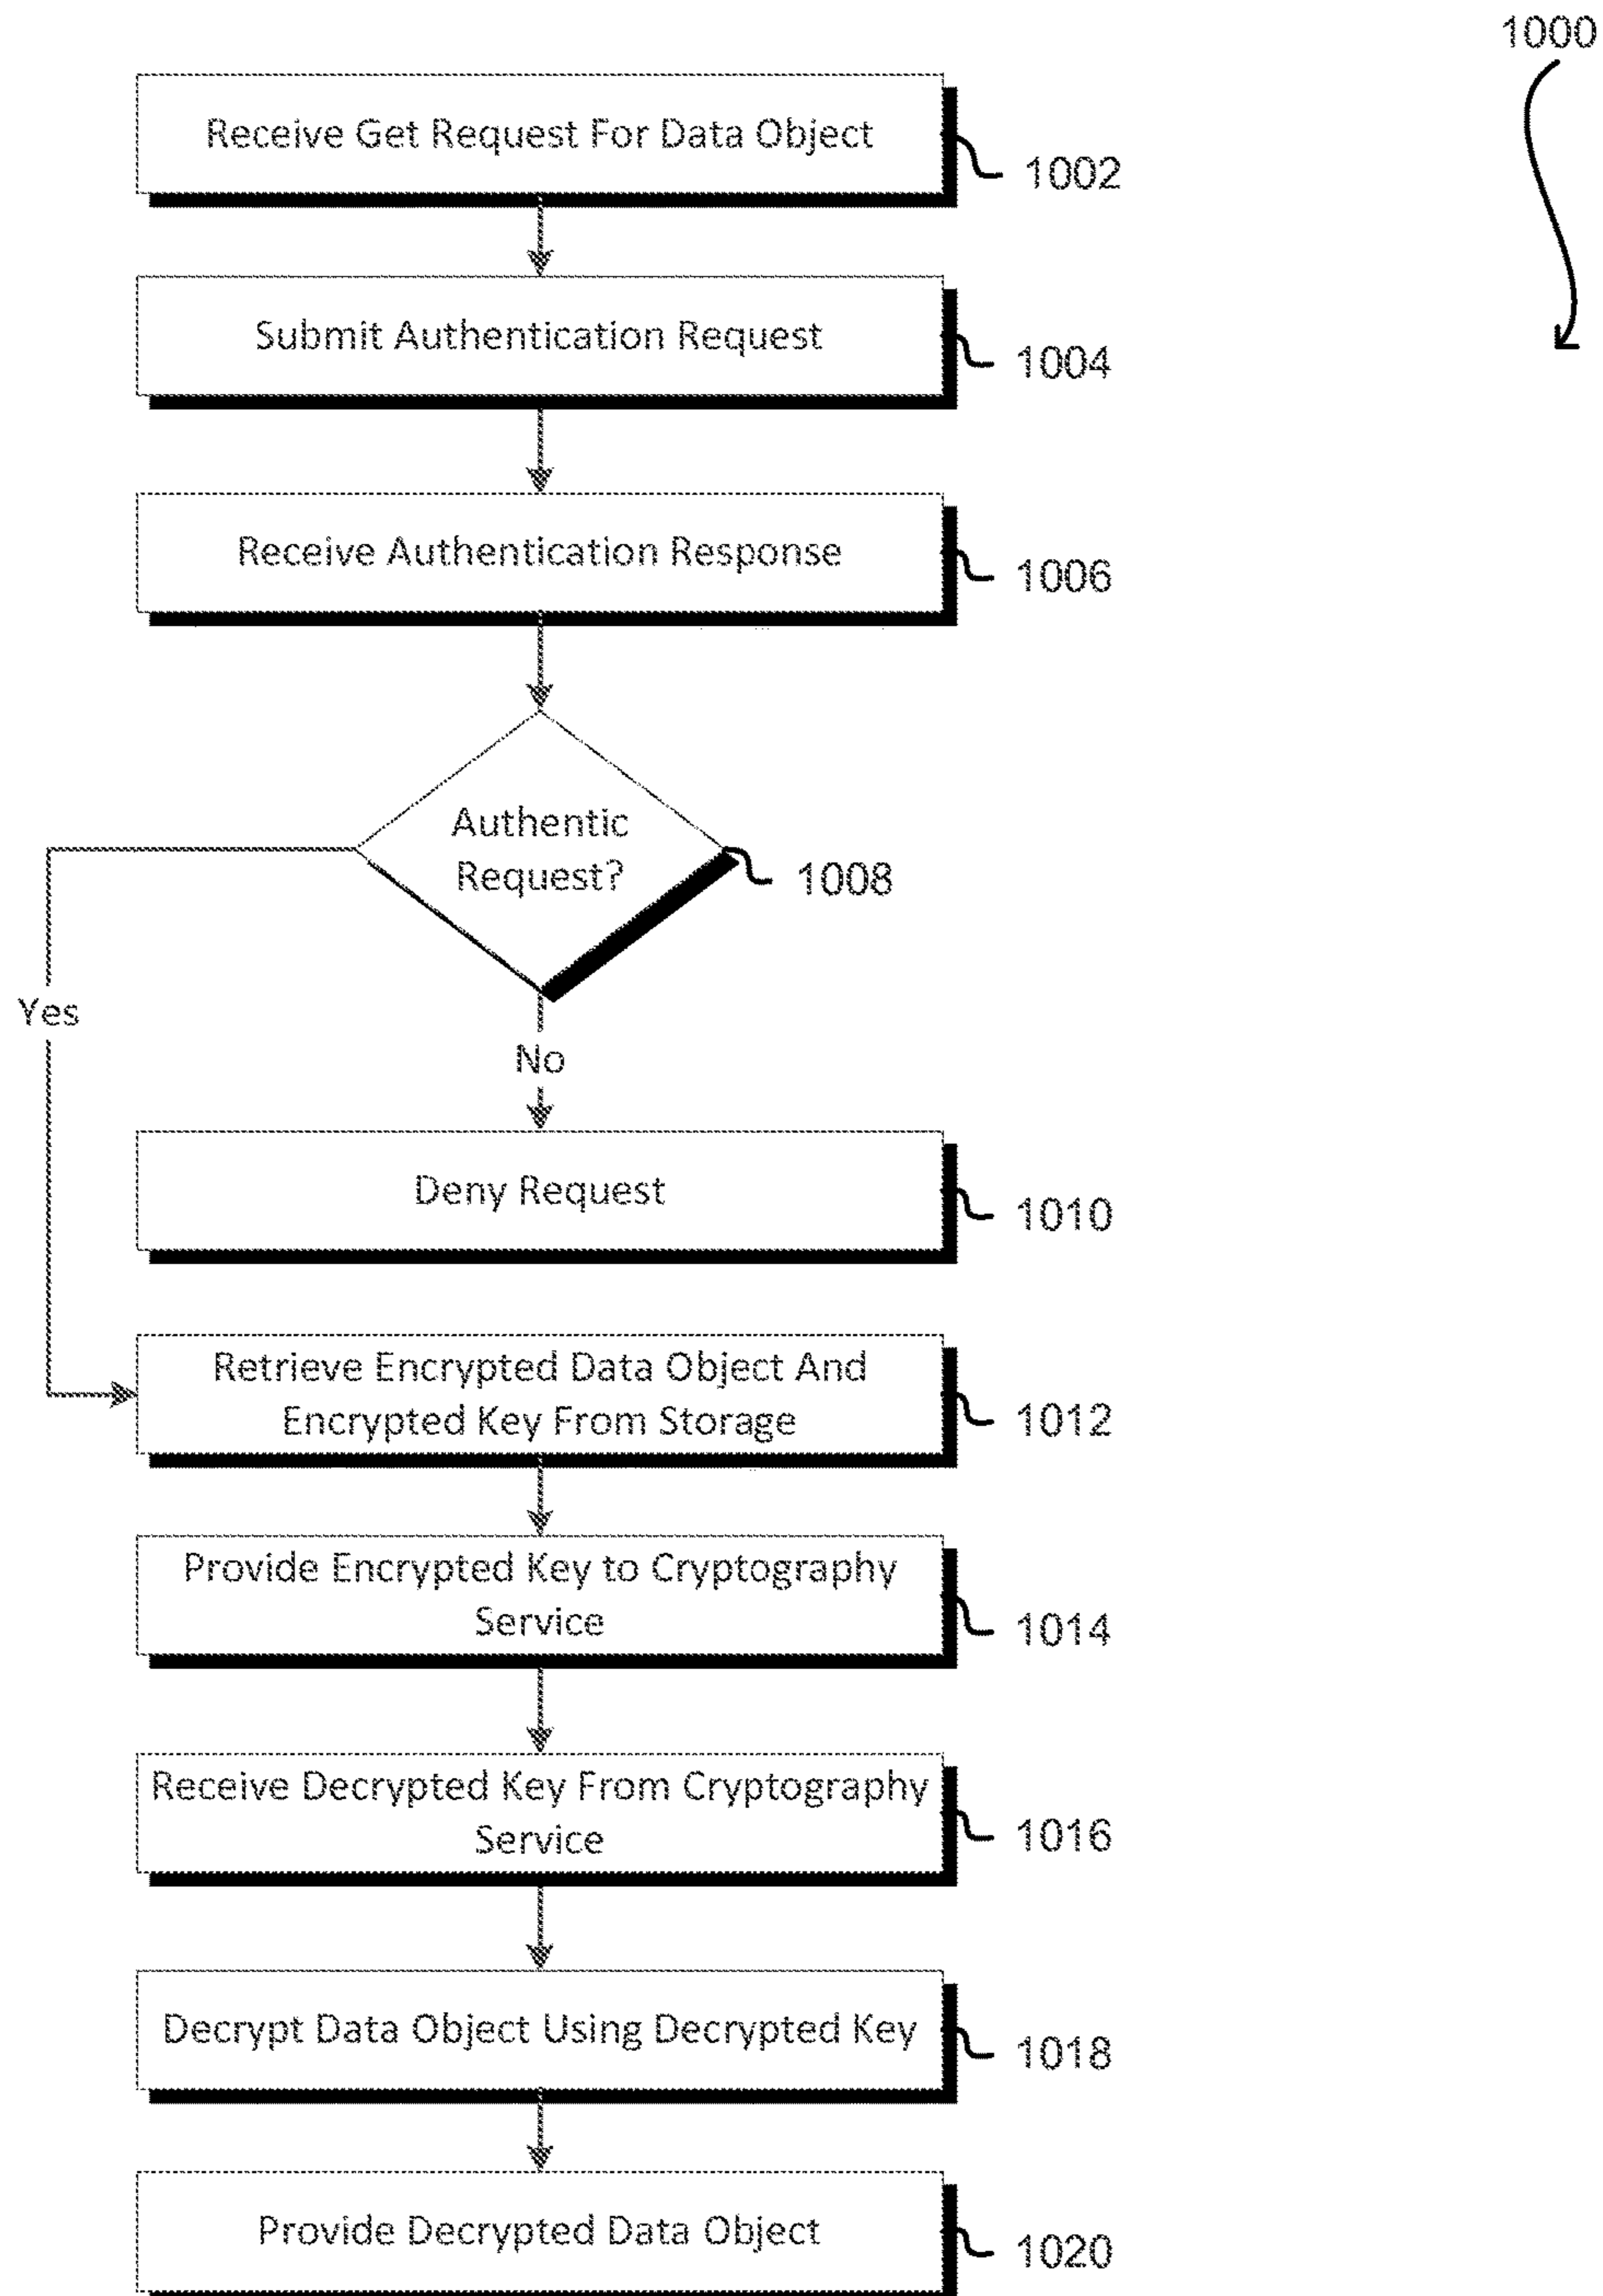 1000
Receive Get Request For Data Object
1002
Submit Authentication Request
1004
Receive Authentication Response
1006
Authentic
Request?
1008
Yes
No
Deny Request
1010
Retrieve Encrypted Data Object And
Encrypted Key From Storage
1012
Provide Encrypted Key to Cryptography
Service
1014
Receive Decrypted Key From Cryptography
Service
1016
Decrypt Data Object Using Decrypted Key
1018
Provide Decrypted Data Object
1020